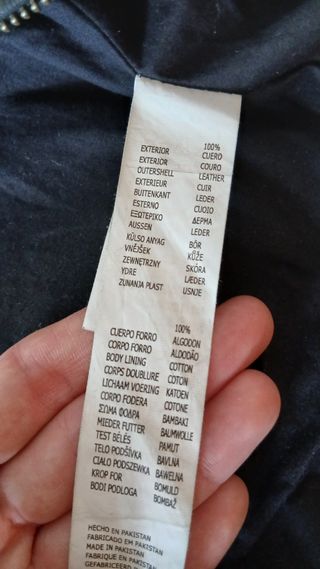 100%
EXTERIOR CUERO
EXTERIOR COURO
OUTERSHELL LEATHER
EXTERIEUR CUIR
BUITENKANT LEDER
ESTERNO CUOIO
ΕΞΩΤΕΡΙΚΟ ΔΕΡΜΑ
AUSSEN LEDER
KÜLSO ANYAG BÖR
VNĚJŠEK KŮŽE
ZEWNĘTRZNY SKÓRA
YDRE LÆDER
ZUNANJA PLAST USNJE
100%
CUERPO FORRO ALGODON
CORPO FORRO ALGODÃO
BODY LINING COTTON
CORPS DOUBLURE COTON
LICHAAM VOERING KATOEN
CORPO FODERA COTONE
ΣΩΜΑ ΦΟΔΡΑ BAMBAKI
MIEDER FUTTER BAUMWOLLE
TEST BÉLÉS PAMUT
TELO PODŠÍVKA BAVLNA
CIAŁO PODSZEWKA BAWEŁNA
KROP FOR BOMULD
BODI PODLOGA BOMBAŽ
HECHO EN PAKISTAN
FABRICADO EM PAKISTAN
MADE IN PAKISTAN
FABRIQUE EN PAKISTAN